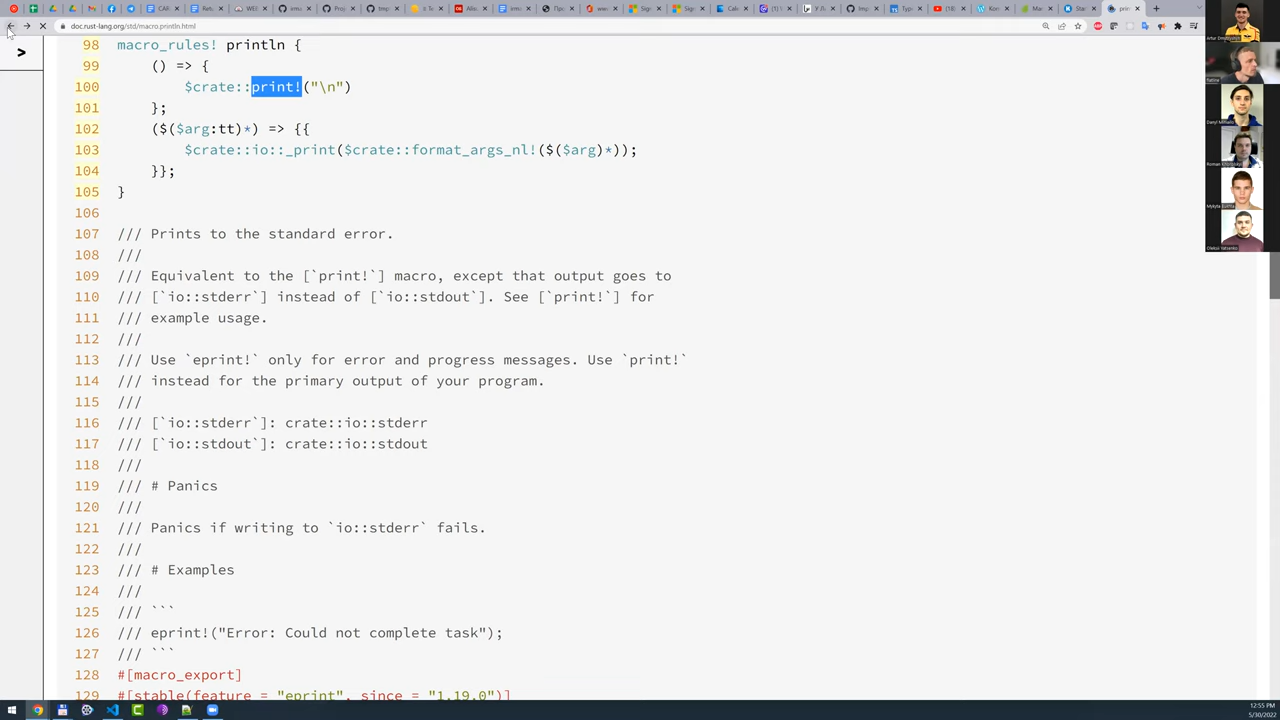 doc.rust-lang.org/std/macro.println.html
>
98 macro_rules! println {
99 () => {
100 $crate::print!("\n")
101 };
102 ($($arg:tt)*) => {{
103 $crate::io::_print($crate::format_args_nl!($($arg)*));
104 }};
105 }
106
107 /// Prints to the standard error.
108 ///
109 /// Equivalent to the [`print!`] macro, except that output goes to
110 /// [`io::stderr`] instead of [`io::stdout`]. See [`print!`] for
111 /// example usage.
112 ///
113 /// Use `eprint!` only for error and progress messages. Use `print!`
114 /// instead for the primary output of your program.
115 ///
116 /// [`io::stderr`]: crate::io::stderr
117 /// [`io::stdout`]: crate::io::stdout
118 ///
119 /// # Panics
120 ///
121 /// Panics if writing to `io::stderr` fails.
122 ///
123 /// # Examples
124 ///
125 /// ```
126 /// eprint!("Error: Could not complete task");
127 /// ```
128 #[macro_export]
129 #[stable(feature = "eprint", since = "1.19.0")]
12:55 PM
5/30/2022